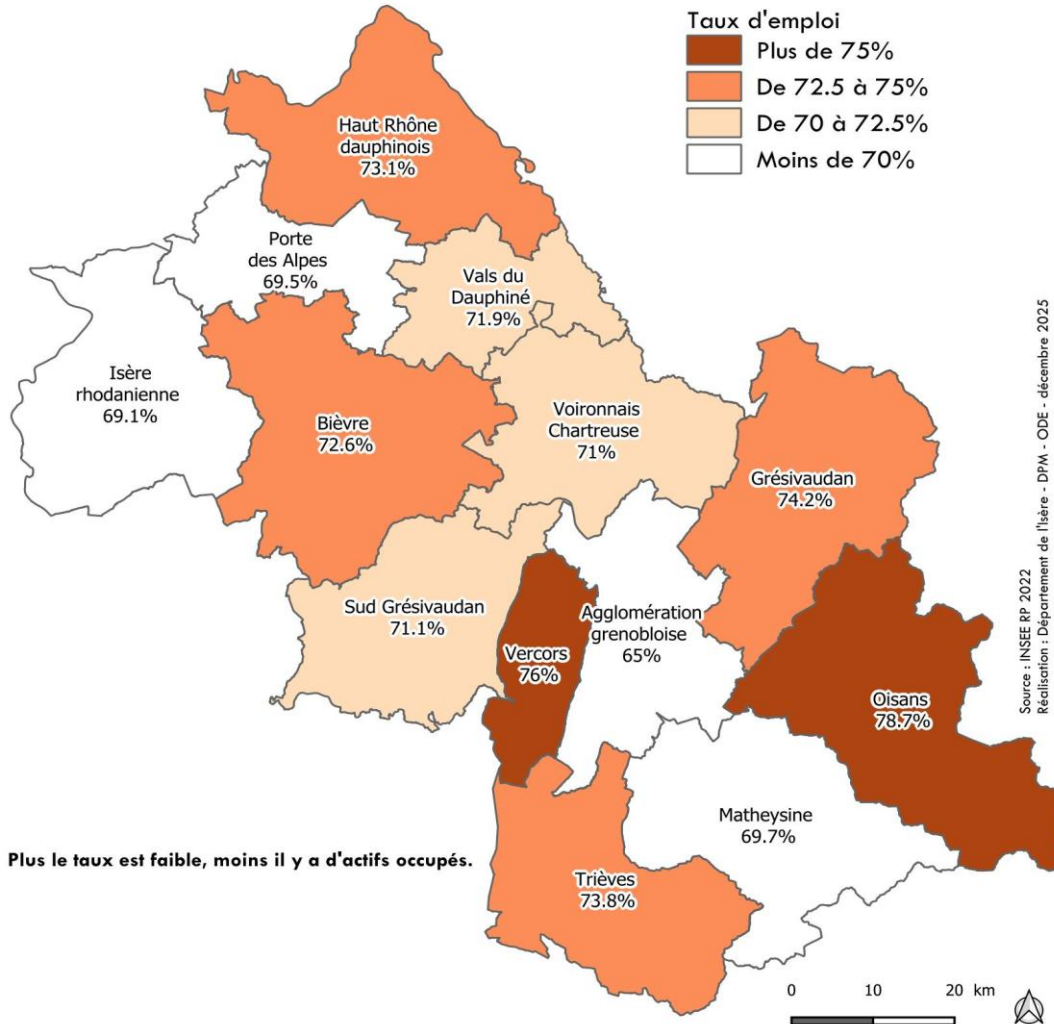 Taux d'emploi
Plus de 75%
De 72.5 à 75%
De 70 à 72.5%
Moins de 70%
Haut Rhône
dauphinois
73.1%
Porte
des Alpes
69.5%
Vals du
Dauphiné
71.9%
Isère
rhodanienne
69.1%
Bièvre
72.6%
Voironnais
Chartreuse
71%
Grésivaudan
74.2%
Sud Grésivaudan
71.1%
Vercors
76%
Agglomération
grenobloise
65%
Oisans
78.7%
Matheysine
69.7%
Trièves
73.8%
Plus le taux est faible, moins il y a d'actifs occupés.
0 10 20 km
Source : INSEE RP 2022
Réalisation : Département de l'Isère - DPM - ODE - décembre 2025